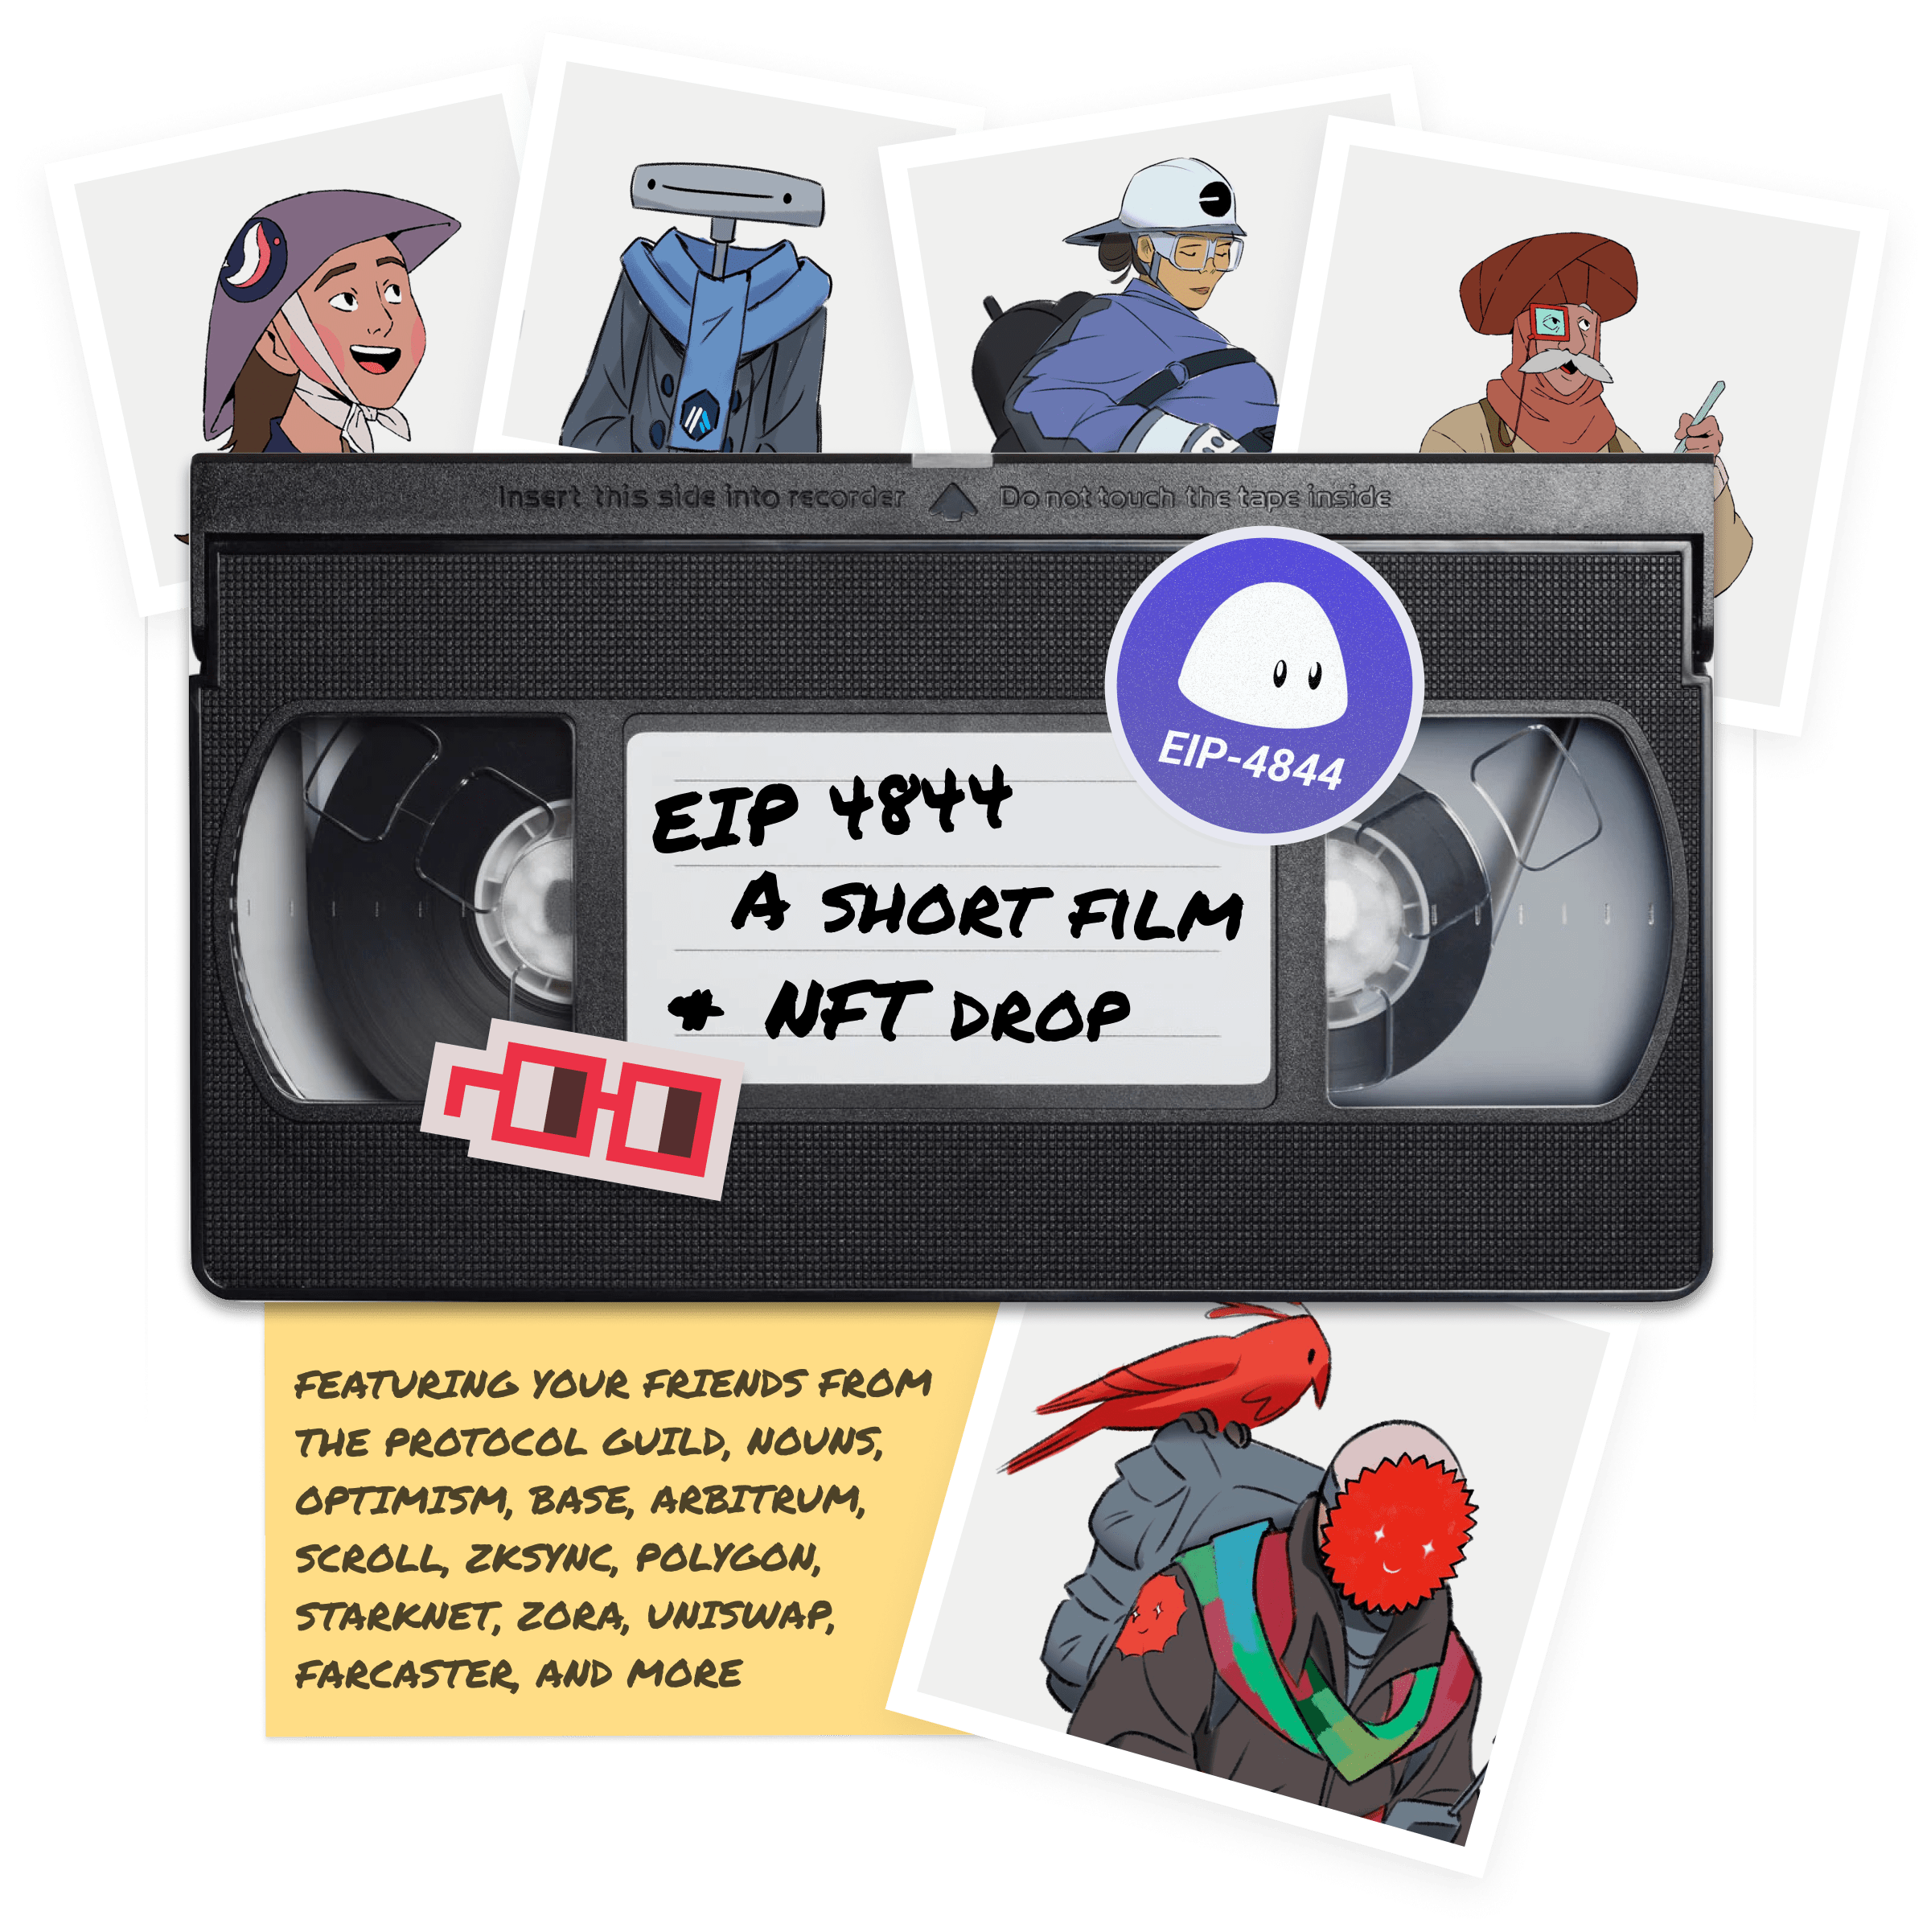 Insert this side into recorder Do not touch the tape inside
EIP-4844
EIP 4844
A SHORT FILM
& NFT DROP
FEATURING YOUR FRIENDS FROM
THE PROTOCOL GUILD, NOUNS,
OPTIMISM, BASE, ARBITRUM,
SCROLL, ZKSYNC, POLYGON,
STARKNET, ZORA, UNISWAP,
FARCASTER, AND MORE